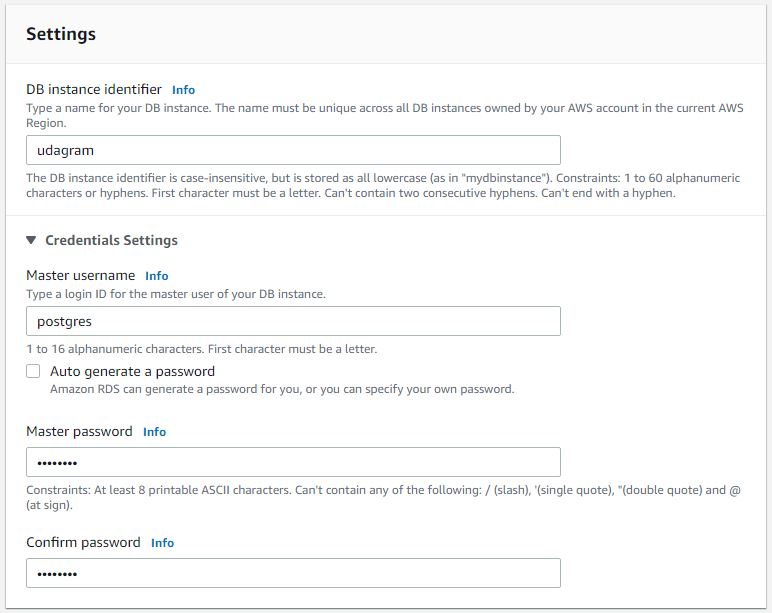 Settings
DB instance identifier Info
Type a name for your DB instance. The name must be unique across all DB instances owned by your AWS account in the current AWS
Region.
udagram
The DB instance identifier is case-insensitive, but is stored as all lowercase (as in "mydbinstance"). Constraints: 1 to 60 alphanumeric
characters or hyphens. First character must be a letter. Can't contain two consecutive hyphens. Can't end with a hyphen.
Credentials Settings
Master username Info
Type a login ID for the master user of your DB instance.
postgres
1 to 16 alphanumeric characters. First character must be a letter.
Auto generate a password
Amazon RDS can generate a password for you, or you can specify your own password.
Master password Info
••••••••
Constraints: At least 8 printable ASCII characters. Can't contain any of the following: / (slash), '(single quote), "(double quote) and @
(at sign).
Confirm password Info
••••••••